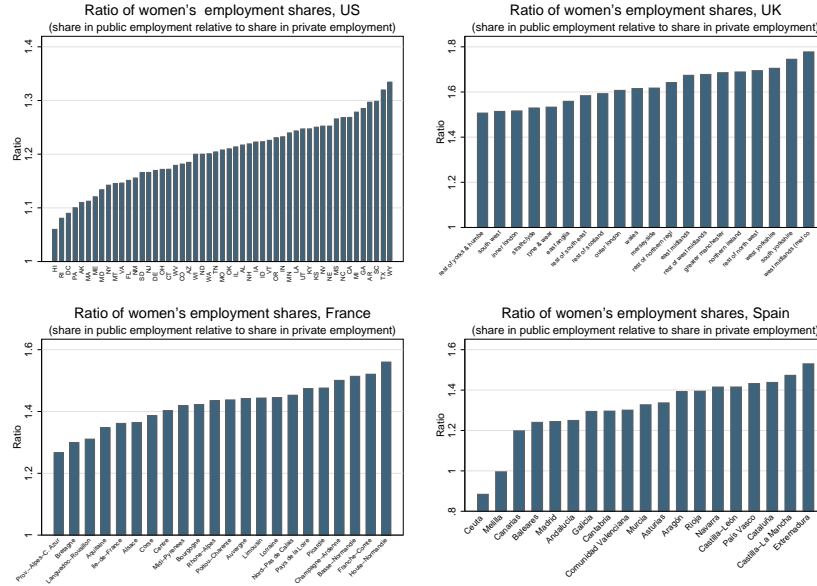 Ratio of women's employment shares, US
(share in public employment relative to share in private employment)
Ratio
1 1.1 1.2 1.3 1.4
HI RI DC PA AK MA ME MD NY MT VA FL NM SD NJ DE OH CT WV CO AZ WI ND WA TN MO OK IL AL NH IA ID VT OR IN MN LA UT KY KS NV NE MS NC CA MI GA AR SC TX WY
Ratio of women's employment shares, UK
(share in public employment relative to share in private employment)
Ratio
1 1.2 1.4 1.6 1.8
rest of yorks & humbe
south west
inner london
strathclyde
tyne & wear
east anglia
rest of south east
rest of scotland
outer london
wales
merseyside
rest of northern regi
east midlands
rest of west midlands
greater manchester
northern ireland
rest of north west
west yorkshire
south yorkshire
west midlands (met co
Ratio of women's employment shares, France
(share in public employment relative to share in private employment)
Ratio
1 1.2 1.4 1.6
Prov.-Alpes-C. Azur
Bretagne
Languedoc-Roussillon
Aquitaine
Ile-de-France
Alsace
Corse
Centre
Midi-Pyrenees
Bourgogne
Rhone-Alpes
Poitou-Charente
Auvergne
Limousin
Lorraine
Nord-Pas de Calais
Pays de la Loire
Picardie
Champagne-Ardenne
Basse-Normandie
Franche-Comte
Haute-Normandie
Ratio of women's employment shares, Spain
(share in public employment relative to share in private employment)
Ratio
.8 1 1.2 1.4 1.6
Ceuta
Melilla
Canarias
Baleares
Madrid
Andalucía
Galicia
Cantabria
Comunidad Valenciana
Murcia
Asturias
Aragón
Rioja
Navarra
Castilla-León
País Vasco
Cataluña
Castilla-La Mancha
Extremadura